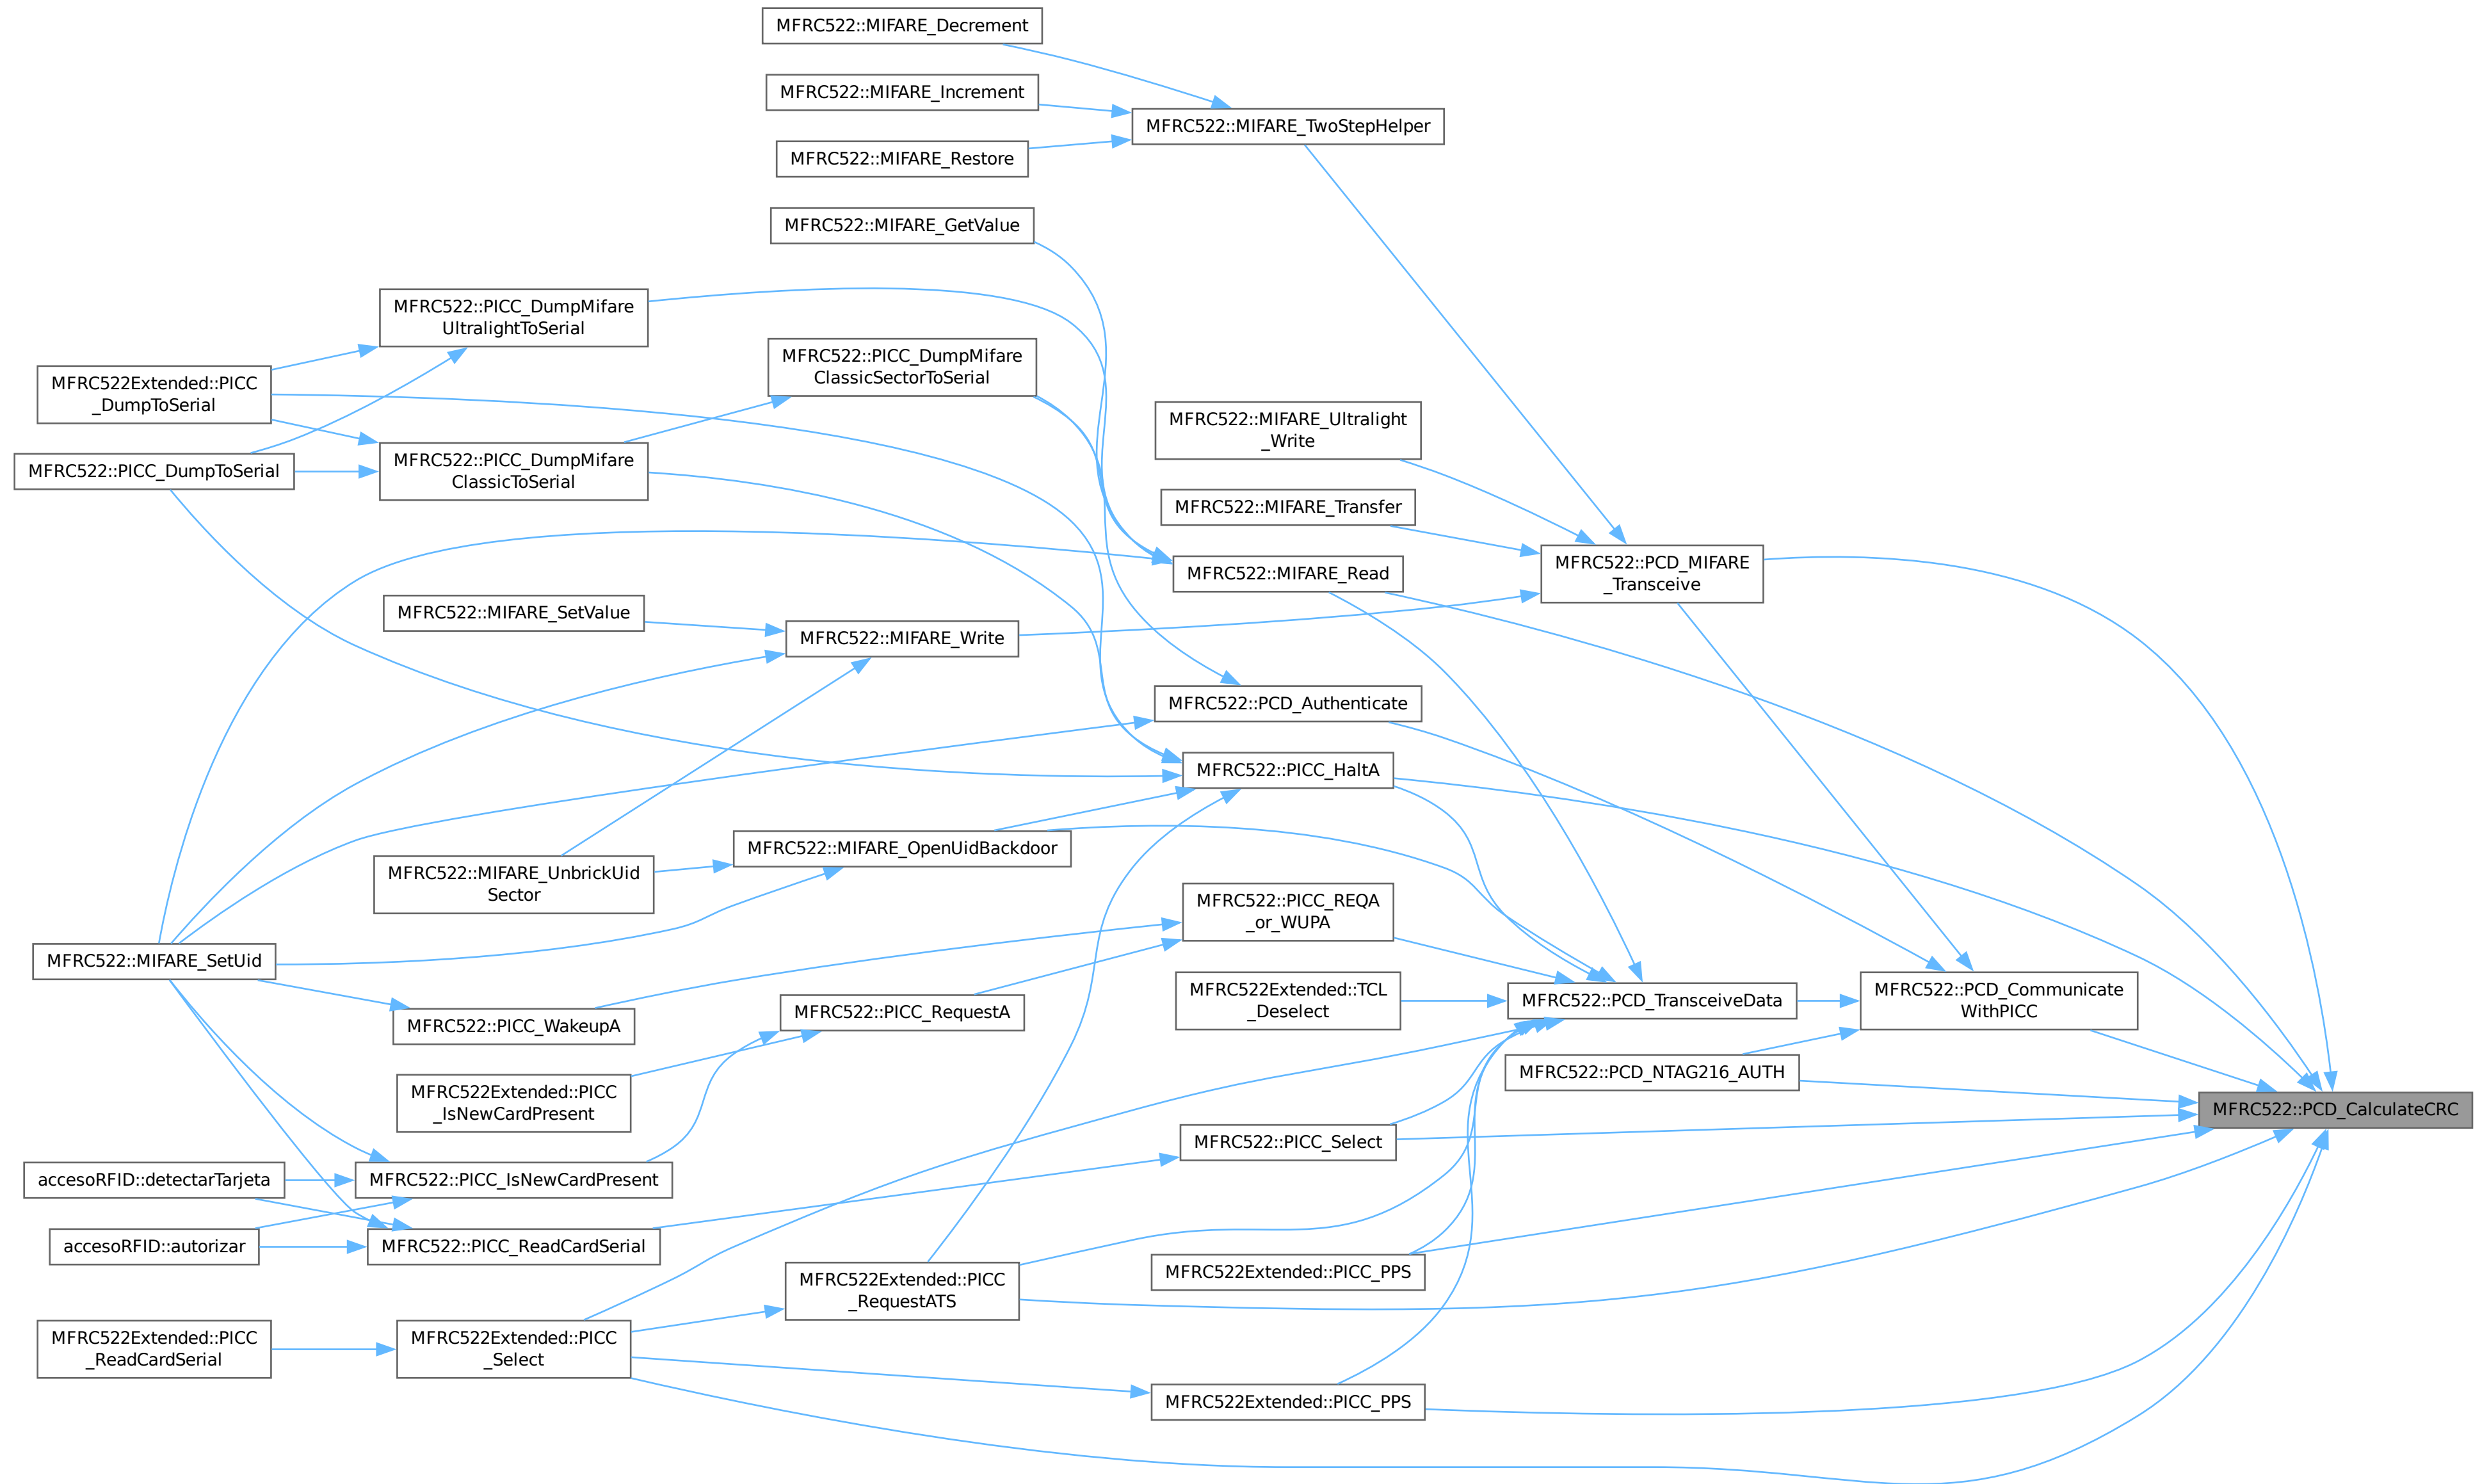 MFRC522::MIFARE_Decrement
MFRC522::MIFARE_Increment
MFRC522::MIFARE_TwoStepHelper
MFRC522::MIFARE_Restore
MFRC522::MIFARE_GetValue
MFRC522::PICC_DumpMifare
UltralightToSerial
MFRC522::PICC_DumpMifare
ClassicSectorToSerial
MFRC522Extended::PICC
_DumpToSerial
MFRC522::MIFARE_Ultralight
_Write
MFRC522::PICC_DumpToSerial
MFRC522::PICC_DumpMifare
ClassicToSerial
MFRC522::MIFARE_Transfer
MFRC522::MIFARE_Read
MFRC522::PCD_MIFARE
_Transceive
MFRC522::MIFARE_SetValue
MFRC522::MIFARE_Write
MFRC522::PCD_Authenticate
MFRC522::PICC_HaltA
MFRC522::MIFARE_OpenUidBackdoor
MFRC522::MIFARE_UnbrickUid
Sector
MFRC522::PICC_REQA
_or_WUPA
MFRC522::MIFARE_SetUid
MFRC522Extended::TCL
_Deselect
MFRC522::PCD_TransceiveData
MFRC522::PCD_Communicate
WithPICC
MFRC522::PICC_WakeupA
MFRC522::PICC_RequestA
MFRC522::PCD_NTAG216_AUTH
MFRC522Extended::PICC
_IsNewCardPresent
MFRC522::PCD_CalculateCRC
MFRC522::PICC_Select
accesoRFID::detectarTarjeta
MFRC522::PICC_IsNewCardPresent
accesoRFID::autorizar
MFRC522::PICC_ReadCardSerial
MFRC522Extended::PICC_PPS
MFRC522Extended::PICC
_RequestATS
MFRC522Extended::PICC
_ReadCardSerial
MFRC522Extended::PICC
_Select
MFRC522Extended::PICC_PPS